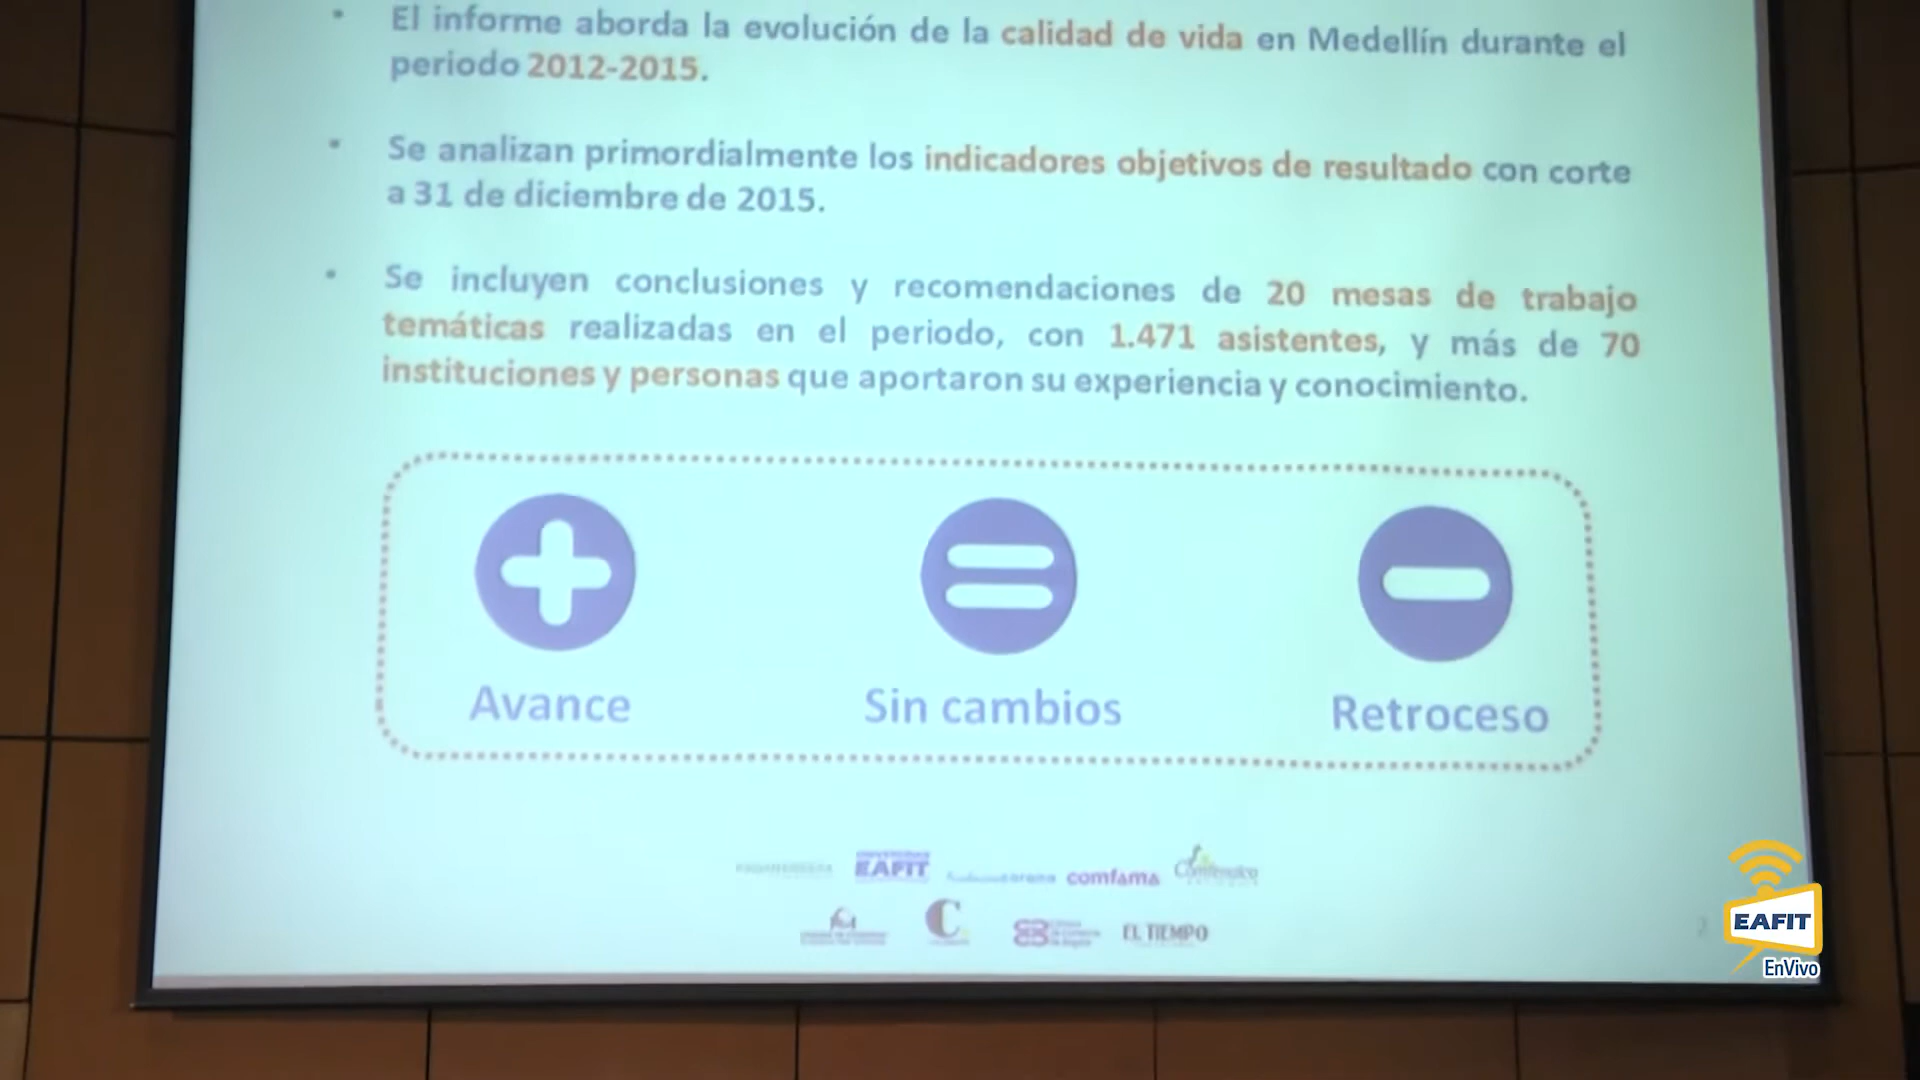 • El informe aborda la evolución de la calidad de vida en Medellín durante el
periodo 2012-2015.
• Se analizan primordialmente los indicadores objetivos de resultado con corte
a 31 de diciembre de 2015.
• Se incluyen conclusiones y recomendaciones de 20 mesas de trabajo
temáticas realizadas en el periodo, con 1.471 asistentes, y más de 70
instituciones y personas que aportaron su experiencia y conocimiento.
Avance
Sin cambios
Retroceso
EAFIT
comfama
C
EL TIEMPO
EAFIT
EnVivo